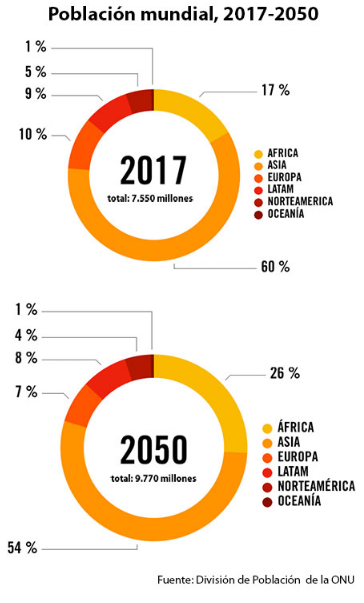 Población mundial, 2017-2050
1 %
5 %
9 %
10 %
17 %
2017
total: 7.550 millones
AFRICA
ASIA
EUROPA
LATAM
NORTEAMERICA
OCEANÍA
60 %
1 %
4 %
8 %
7 %
26 %
2050
total: 9.770 millones
ÁFRICA
ASIA
EUROPA
LATAM
NORTEAMÉRICA
OCEANÍA
54 %
Fuente: División de Población de la ONU